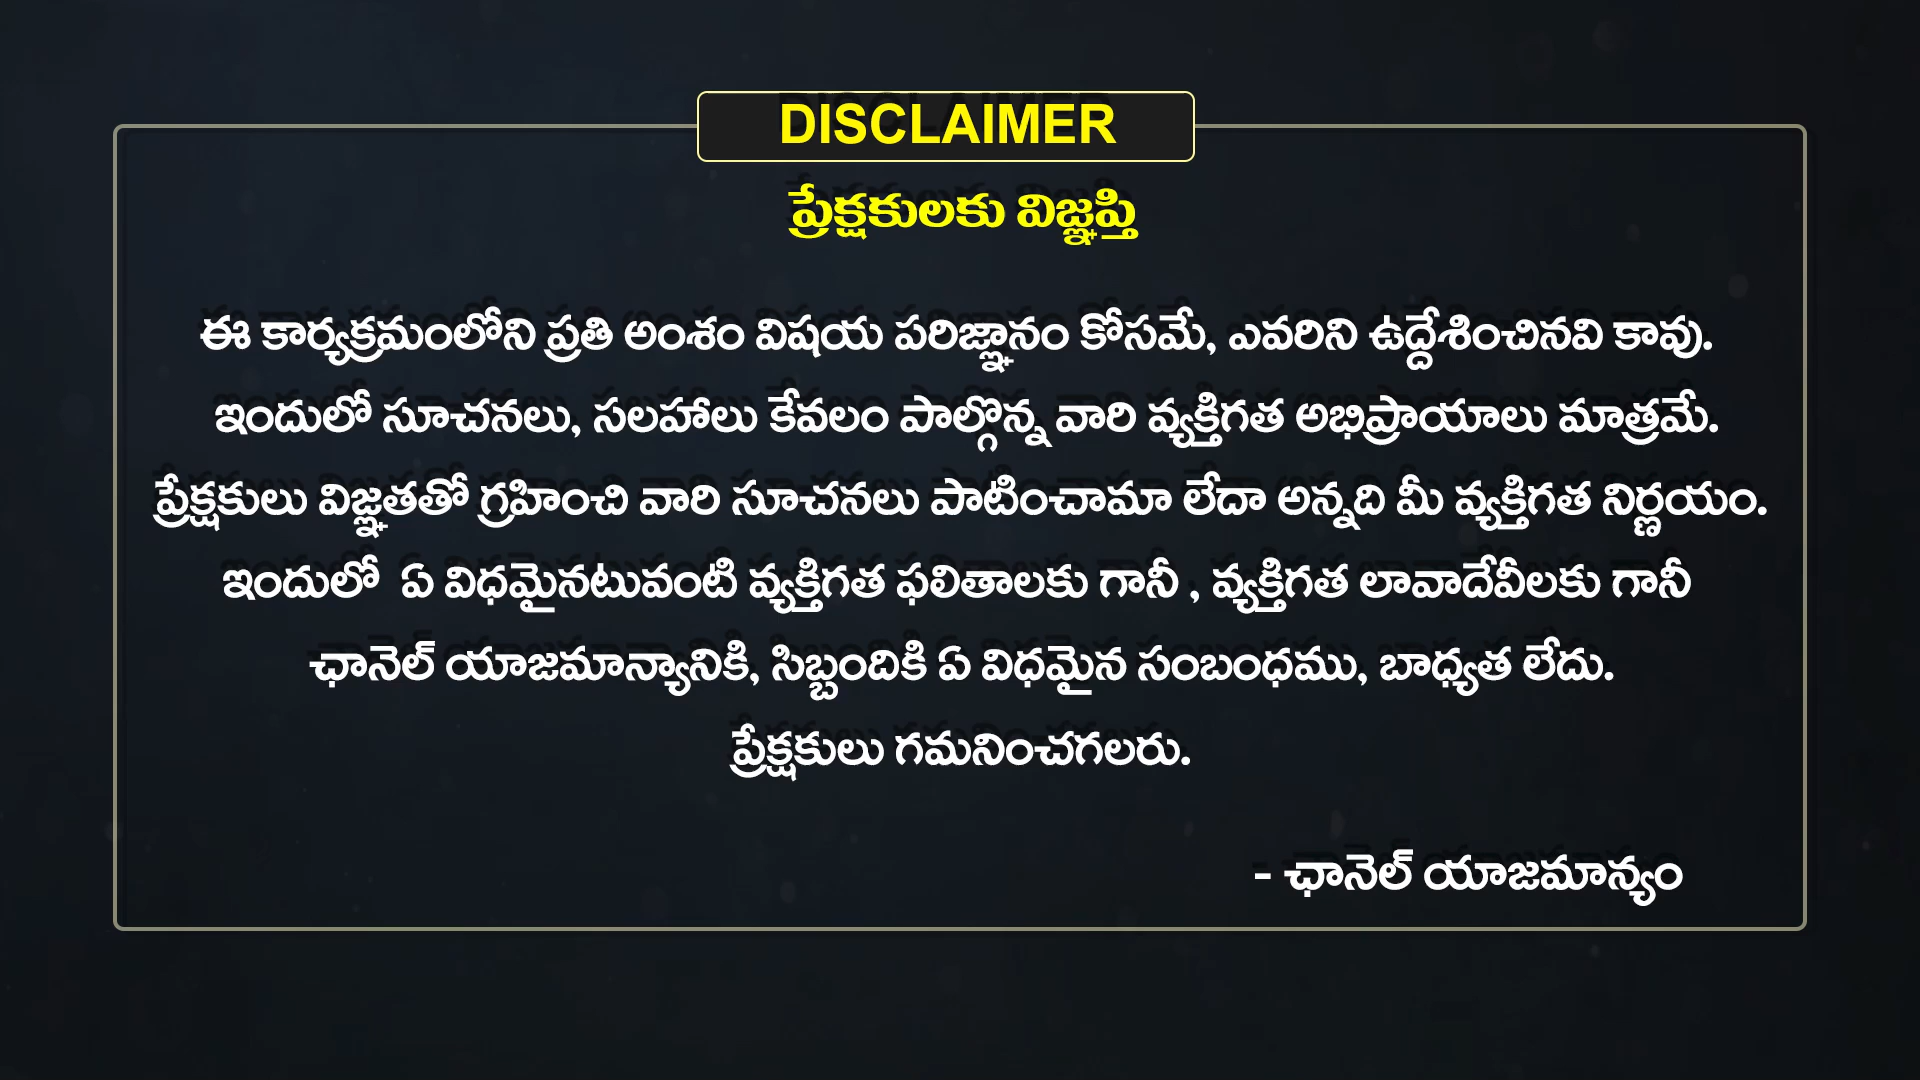 DISCLAIMER
ప్రేక్షకులకు విజ్ఞప్తి
ఈ కార్యక్రమంలోని ప్రతి అంశం విషయ పరిజ్ఞానం కోసమే, ఎవరిని ఉద్దేశించినవి కావు.
ఇందులో సూచనలు, సలహాలు కేవలం పాల్గొన్న వారి వ్యక్తిగత అభిప్రాయాలు మాత్రమే.
ప్రేక్షకులు విజ్ఞతతో గ్రహించి వారి సూచనలు పాటించామా లేదా అన్నది మీ వ్యక్తిగత నిర్ణయం.
ఇందులో ఏ విధమైనటువంటి వ్యక్తిగత ఫలితాలకు గానీ , వ్యక్తిగత లావాదేవీలకు గానీ
ఛానెల్ యాజమాన్యానికి, సిబ్బందికి ఏ విధమైన సంబంధము, బాధ్యత లేదు.
ప్రేక్షకులు గమనించగలరు.
- ఛానెల్ యాజమాన్యం